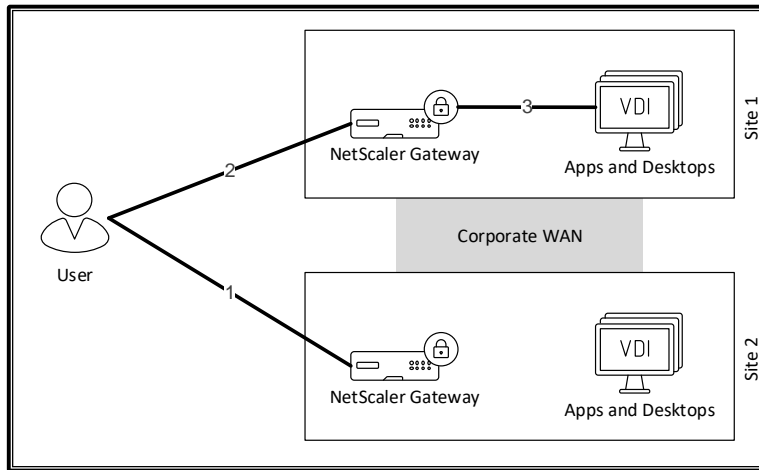 3
VDI
NetScaler Gateway
Apps and Desktops
Site 1
2
Corporate WAN
User
1
VDI
NetScaler Gateway
Apps and Desktops
Site 2